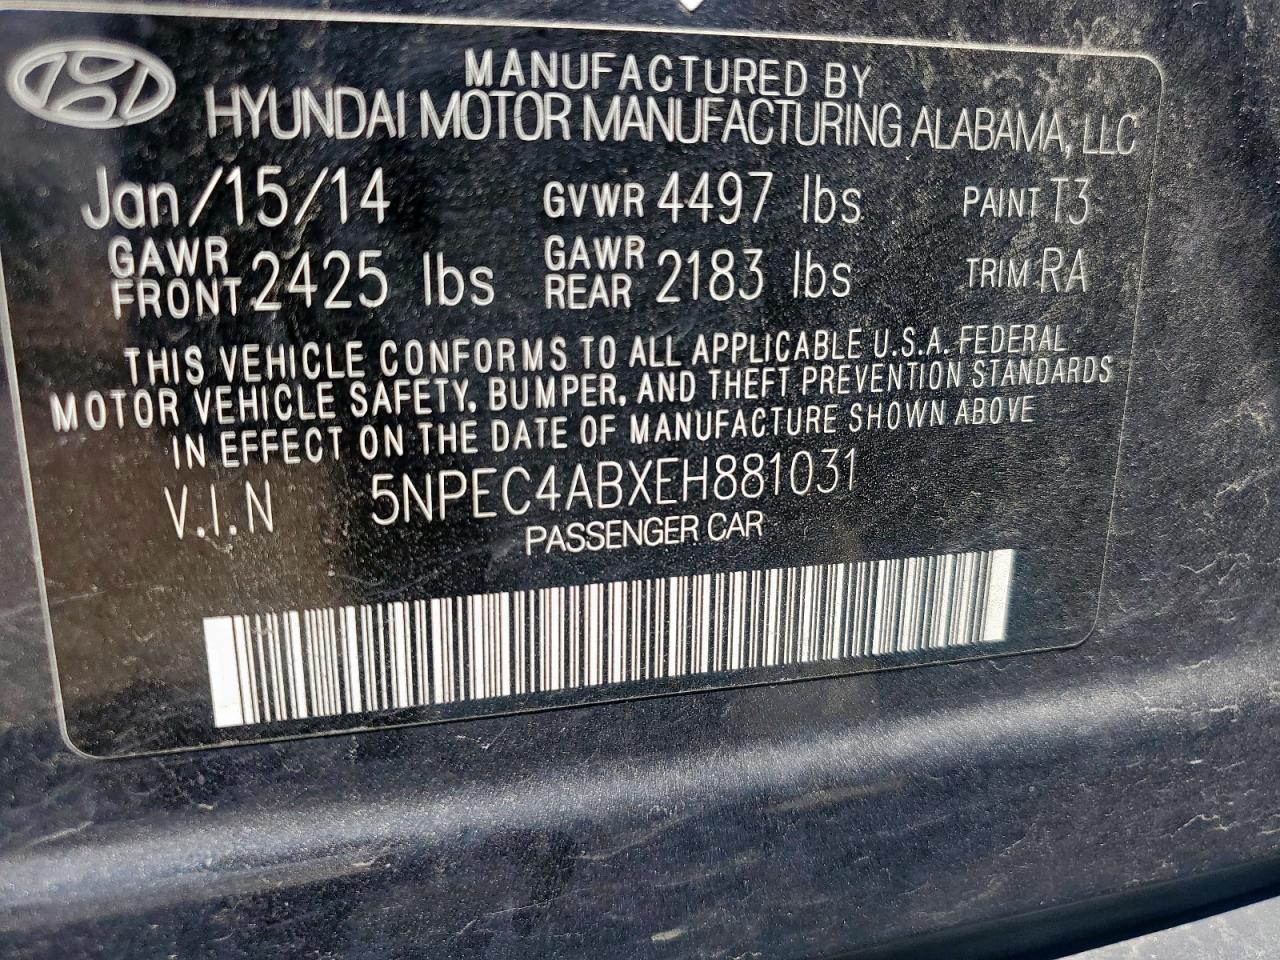 MANUFACTURED BY
HYUNDAI MOTOR MANUFACTURING ALABAMA, LLC
Jan/15/14 GVWR 4497 lbs PAINT T3
GAWR FRONT 2425 lbs GAWR REAR 2183 lbs TRIM RA
THIS VEHICLE CONFORMS TO ALL APPLICABLE U.S.A. FEDERAL
MOTOR VEHICLE SAFETY, BUMPER, AND THEFT PREVENTION STANDARDS
IN EFFECT ON THE DATE OF MANUFACTURE SHOWN ABOVE
V.I.N 5NPEC4ABXEH881031
PASSENGER CAR